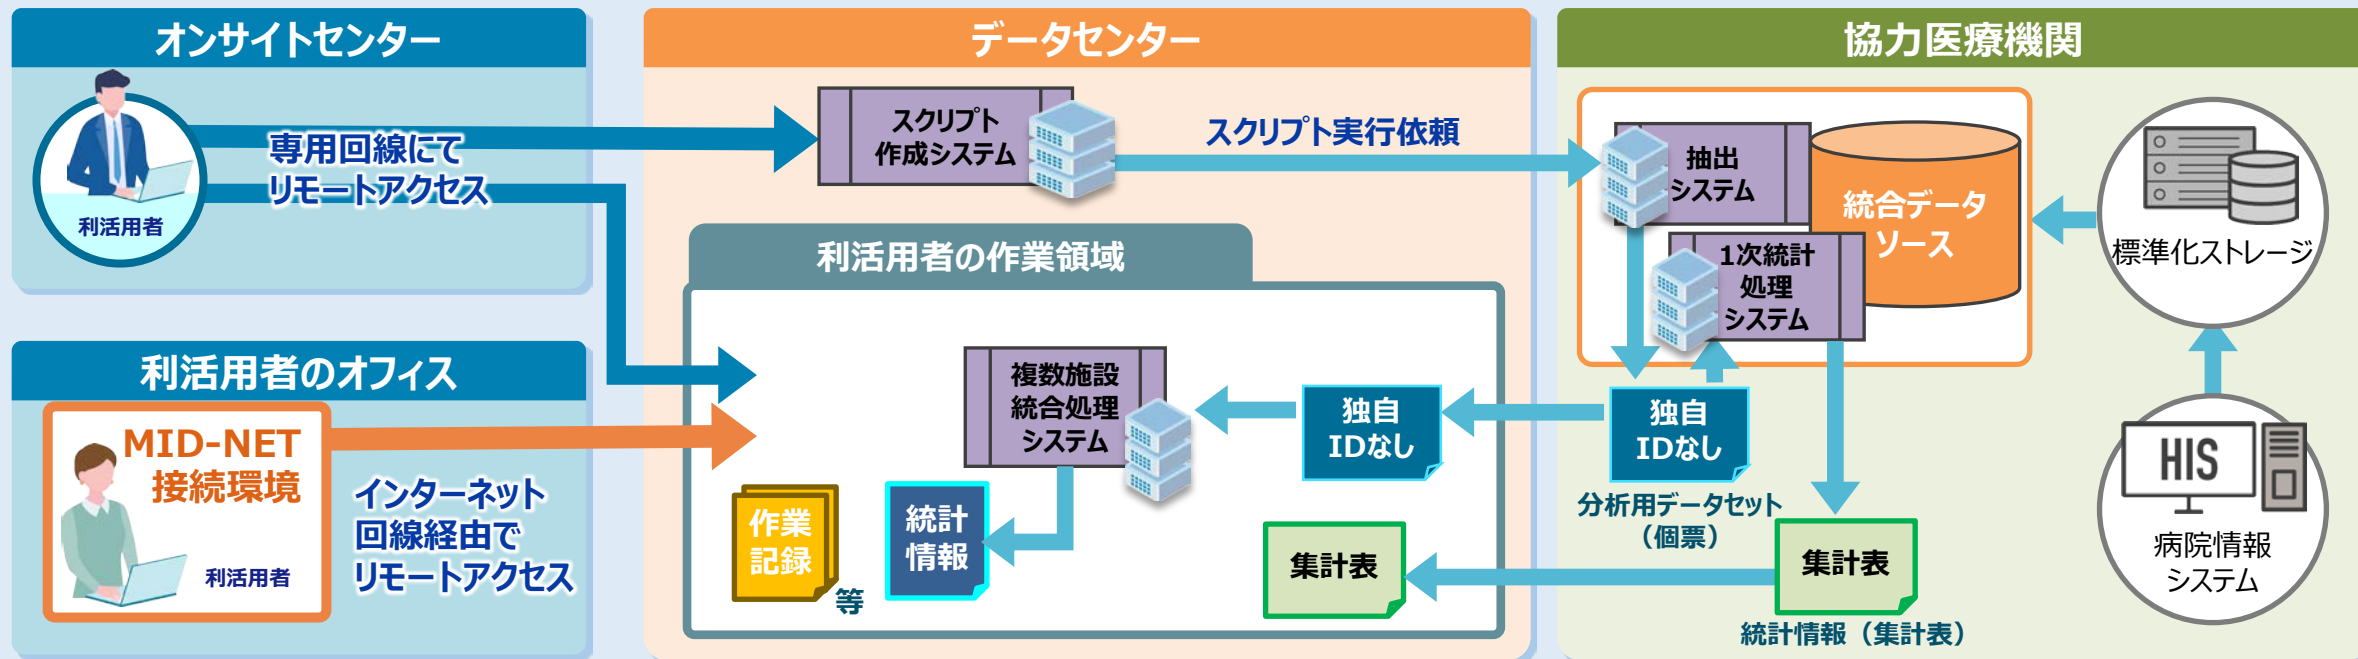 オンサイトセンター
利活用者
専用回線にて
リモートアクセス
利活用者のオフィス
MID-NET
接続環境
利活用者
インターネット
回線経由で
リモートアクセス
データセンター
スクリプト
作成システム
スクリプト実行依頼
利活用者の作業領域
複数施設
統合処理
システム
独自
IDなし
作業
記録
等
統計
情報
集計表
協力医療機関
抽出
システム
統合データ
ソース
1次統計
処理
システム
独自
IDなし
分析用データセット
（個票）
集計表
統計情報（集計表）
標準化ストレージ
HIS
病院情報
システム